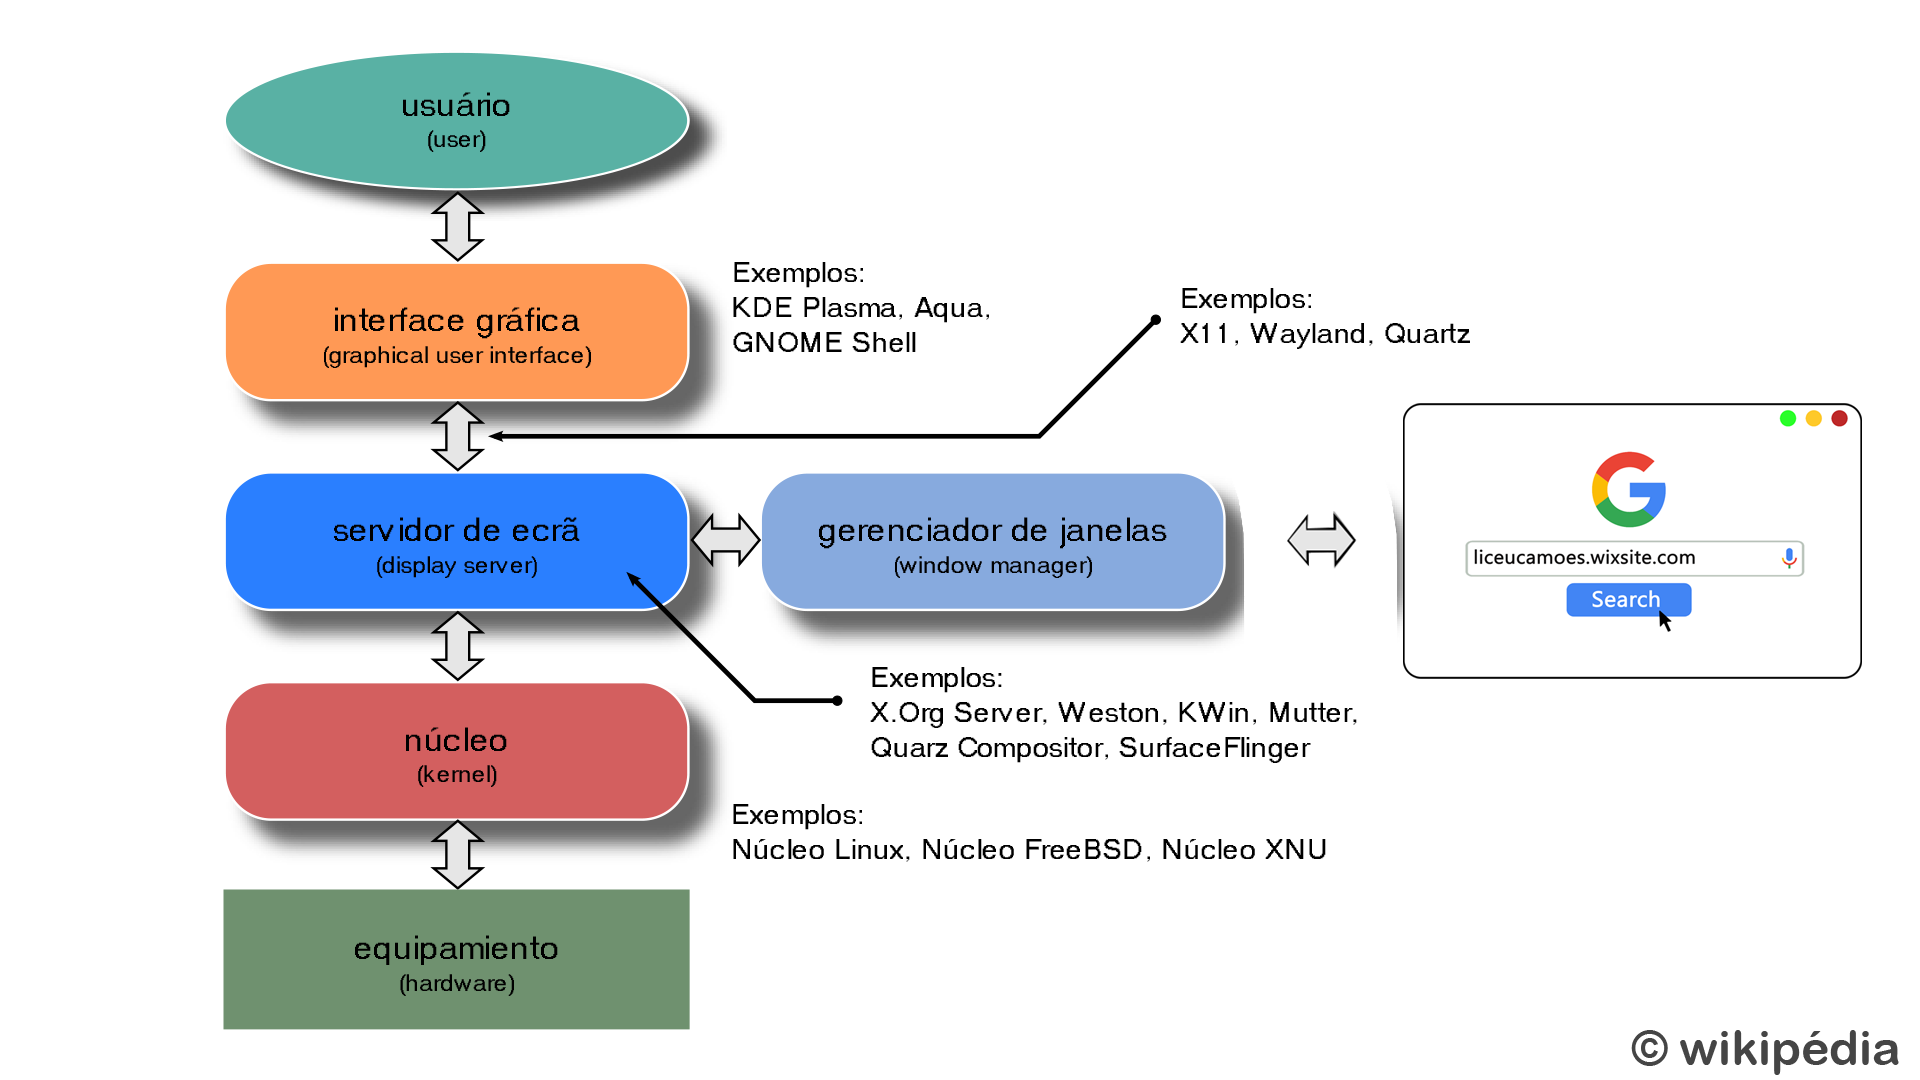 usuário
(user)
interface gráfica
(graphical user interface)
Exemplos:
KDE Plasma, Aqua,
GNOME Shell
Exemplos:
X11, Wayland, Quartz
servidor de ecrã
(display server)
gerenciador de janelas
(window manager)
liceucamoes.wixsite.com
Search
Exemplos:
X.Org Server, Weston, KWin, Mutter,
Quarz Compositor, SurfaceFlinger
núcleo
(kernel)
Exemplos:
Núcleo Linux, Núcleo FreeBSD, Núcleo XNU
equipamiento
(hardware)
© wikipédia